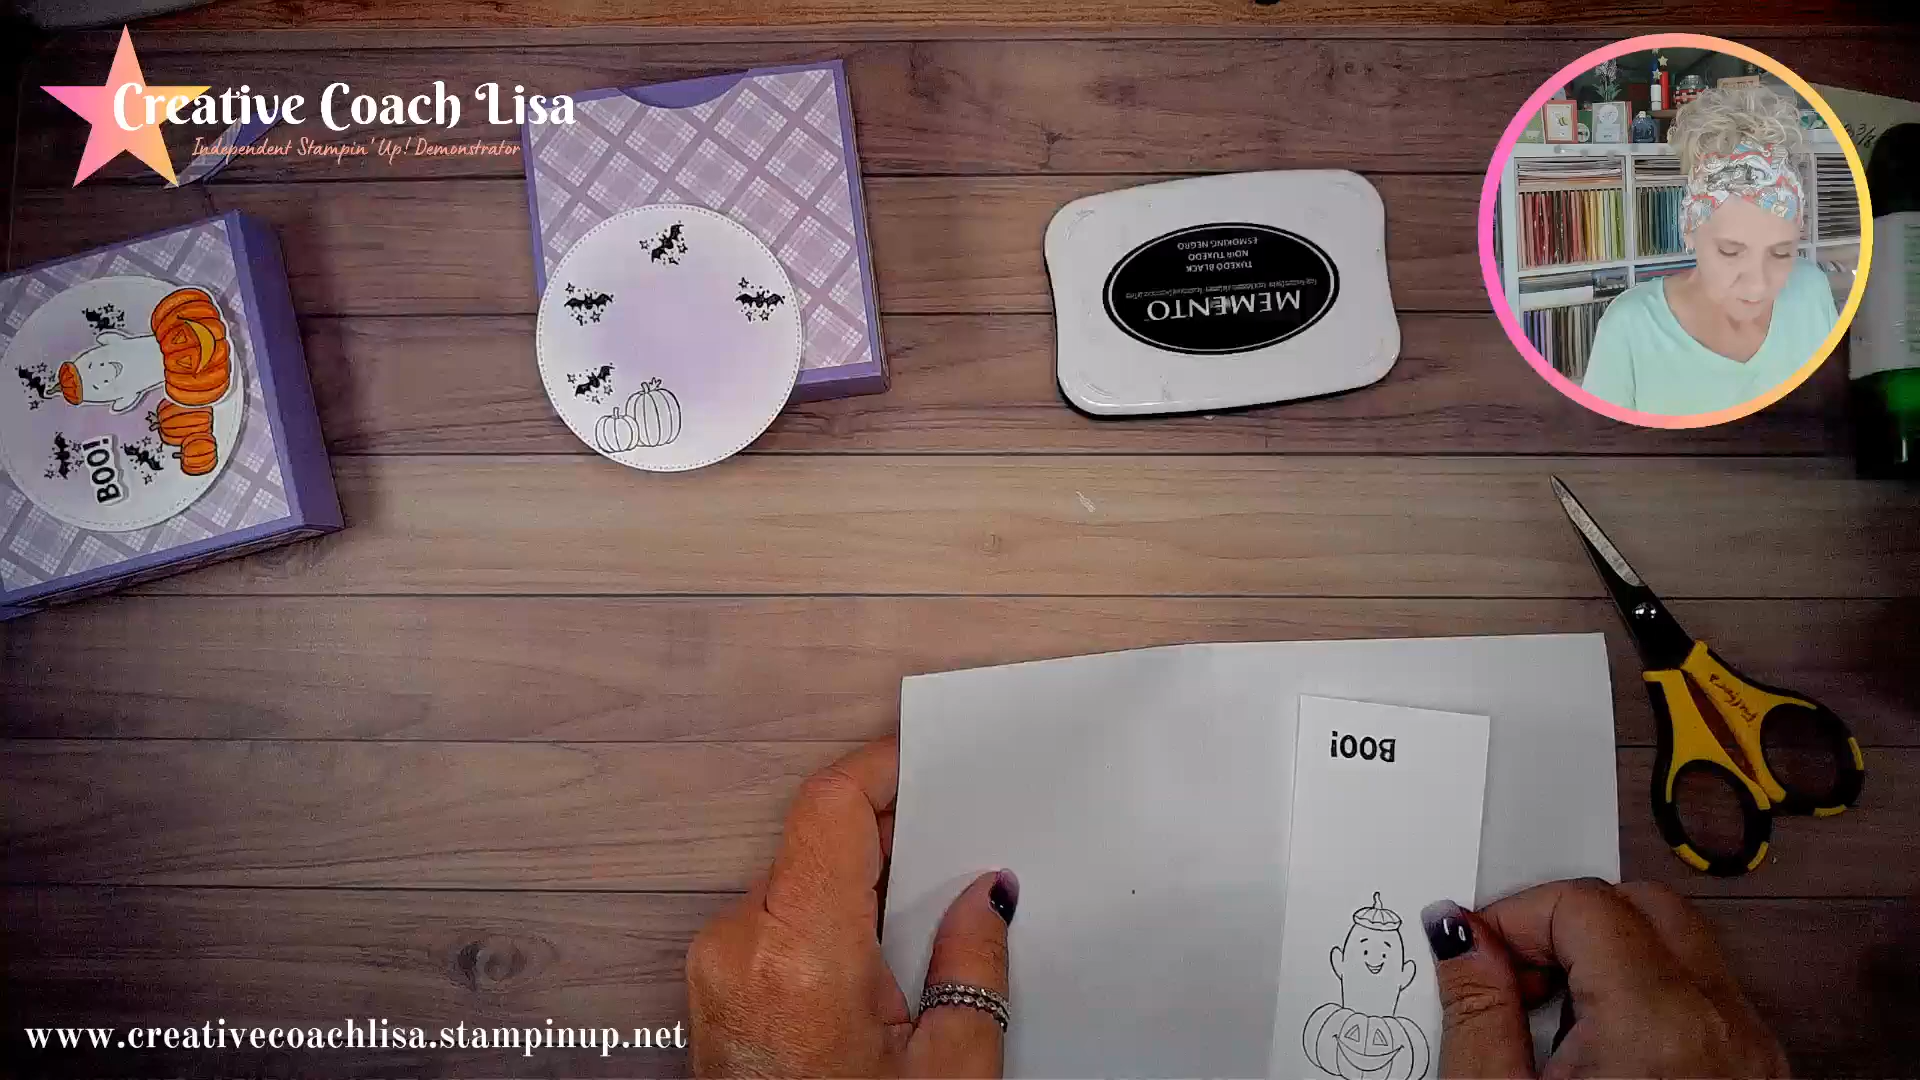 Creative Coach Lisa
Independent Stampin' Up! Demonstrator
BOO!
MEMENTO
TUXEDO BLACK
NOIR TUXEDO
ESMOKING NEGRO
BOO!
www.creativecoachlisa.stampinup.net